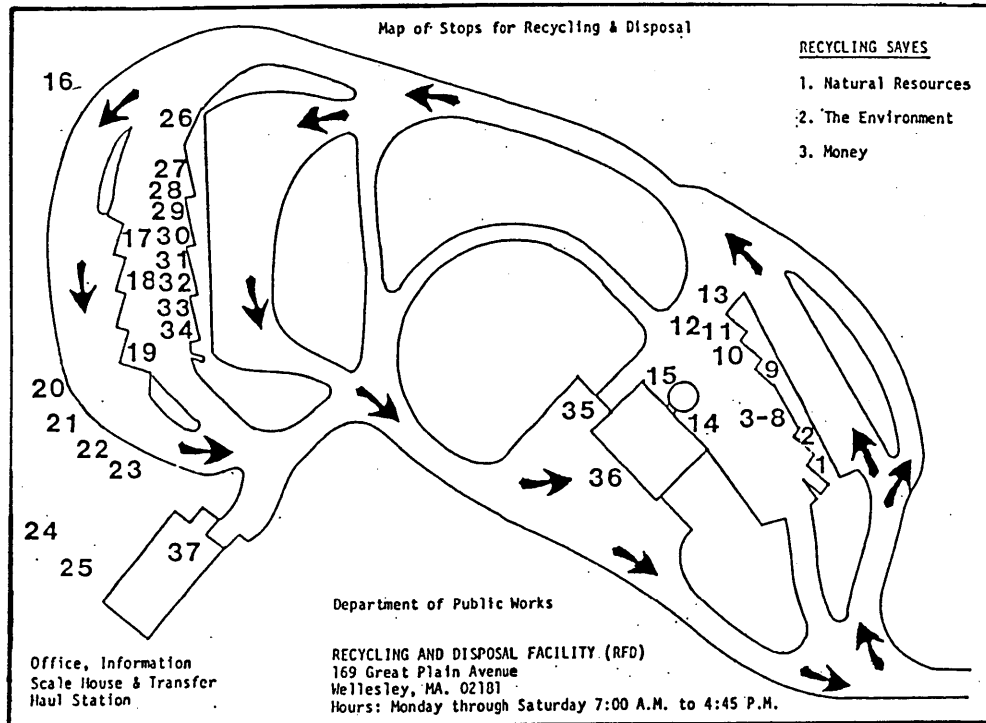 Map of Stops for Recycling & Disposal
RECYCLING SAVES
1. Natural Resources
2. The Environment
3. Money
16
26
27
28
29
17 30
31
18 32
33
34
19
20
21
22
23
24
25
37
13
12 11
10
9
15
35
14
3-8
2
1
36
Department of Public Works
Office, Information
Scale House & Transfer
Haul Station
RECYCLING AND DISPOSAL FACILITY (RFD)
169 Great Plain Avenue
Wellesley, MA. 02181
Hours: Monday through Saturday 7:00 A.M. to 4:45 P.M.